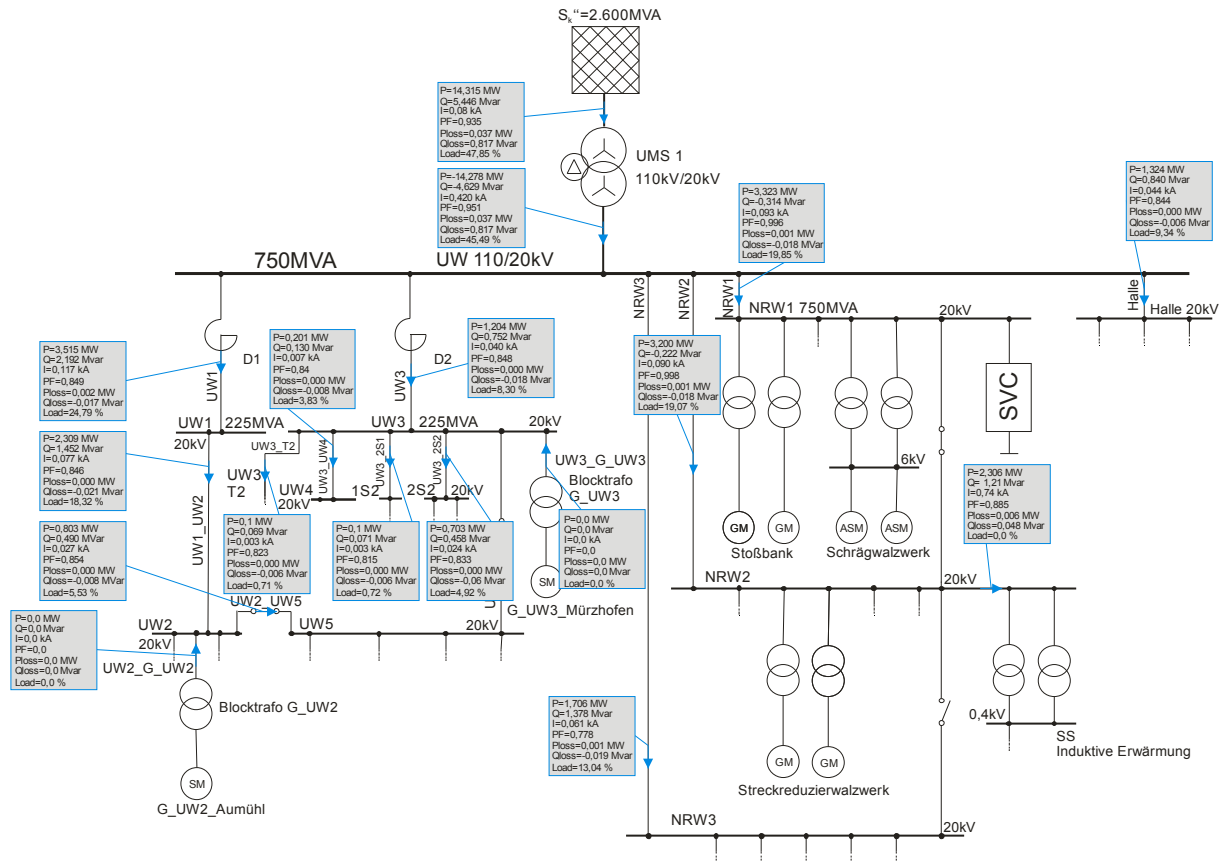 Sk''=2.600MVA
P=14,315 MW
Q=5,446 Mvar
I=0,08 kA
PF=0,935
Ploss=0,037 MW
Qloss=0,817 Mvar
Load=47,85 %
UMS 1
110kV/20kV
P=-14,278 MW
Q=-4,629 Mvar
I=0,420 kA
PF=0,951
Ploss=0,037 MW
Qloss=0,817 Mvar
Load=45,49 %
P=3,323 MW
Q=-0,314 Mvar
I=0,093 kA
PF=0,996
Ploss=0,001 MW
Qloss=-0,018 MVar
Load=19,85 %
P=1,324 MW
Q=0,840 Mvar
I=0,044 kA
PF=0,844
Ploss=0,000 MW
Qloss=-0,006 MVar
Load=9,34 %
750MVA
UW 110/20kV
NRW3
NRW2
NRW1
Halle
NRW1 750MVA
20kV
Halle 20kV
D1
D2
UW1
UW3
P=3,515 MW
Q=2,192 Mvar
I=0,117 kA
PF=0,849
Ploss=0,002 MW
Qloss=-0,017 Mvar
Load=24,79 %
P=0,201 MW
Q=0,130 Mvar
I=0,007 kA
PF=0,84
Ploss=0,000 MW
Qloss=-0,008 Mvar
Load=3,83 %
P=1,204 MW
Q=0,752 Mvar
I=0,040 kA
PF=0,848
Ploss=0,000
Qloss=-0,018 MVar
Load=8,30 %
P=3,200 MW
Q=-0,222 Mvar
I=0,090 kA
PF=0,998
Ploss=0,001 MW
Qloss=-0,018 MVar
Load=19,07 %
SVC
UW1 225MVA
20kV
UW3 225MVA
20kV
P=2,309 MW
Q=1,452 Mvar
I=0,077 kA
PF=0,846
Ploss=0,000 MW
Qloss=-0,021 Mvar
Load=18,32 %
UW3_T2
UW3_UW4
UW3_2S1
UW3_2S2
UW3
T2
UW4
20kV
1S2
2S2
20kV
UW3_G_UW3
Blocktrafo
G_UW3
6kV
GM
GM
ASM
ASM
Stoßbank
Schrägwalzwerk
P=2,306 MW
Q= 1,21 Mvar
I=0,74 kA
PF=0,885
Ploss=0,006 MW
Qloss=0,048 MVar
Load=0,0 %
P=0,803 MW
Q=0,490 Mvar
I=0,027 kA
PF=0,854
Ploss=0,000 MW
Qloss=-0,008 Mvar
Load=5,53 %
UW1_UW2
P=0,1 MW
Q=0,069 Mvar
I=0,003 kA
PF=0,823
Ploss=0,000 MW
Qloss=-0,006 MVar
Load=0,71 %
P=0,1 MW
Q=0,071 Mvar
I=0,003 kA
PF=0,815
Ploss=0,000 MW
Qloss=-0,006 MVar
Load=0,72 %
P=0,703 MW
Q=0,458 Mvar
I=0,024 kA
PF=0,833
Ploss=0,000 MW
Qloss=-0,06 MVar
Load=4,92 %
P=0,0 MW
Q=0,0 Mvar
I=0,0 kA
PF=0,0
Ploss=0,0 MW
Qloss=0,0 Mvar
Load=0,0 %
SM
G_UW3_Mürzhofen
NRW2
20kV
UW2_UW5
UW2
20kV
UW5
20kV
P=0,0 MW
Q=0,0 Mvar
I=0,0 kA
PF=0,0
Ploss=0,0 MW
Qloss=0,0 Mvar
Load=0,0 %
UW2_G_UW2
Blocktrafo G_UW2
SM
G_UW2_Aumühl
P=1,706 MW
Q=1,378 Mvar
I=0,061 kA
PF=0,778
Ploss=0,001 MW
Qloss=-0,019 MVar
Load=13,04 %
GM
GM
Streckreduzierwalzwerk
0,4kV
SS
Induktive Erwärmung
NRW3
20kV